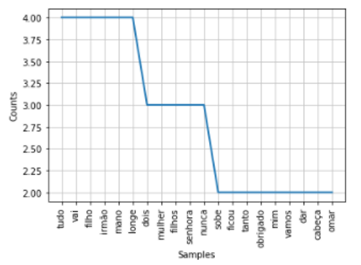 4.00
3.75
3.50
3.25
3.00
2.75
2.50
2.25
2.00
Counts
tudo
vai
filho
irmão
mano
longe
dois
mulher
filhos
senhora
nunca
sobe
ficou
tanto
obrigado
mim
vamos
dar
cabeça
omar
Samples